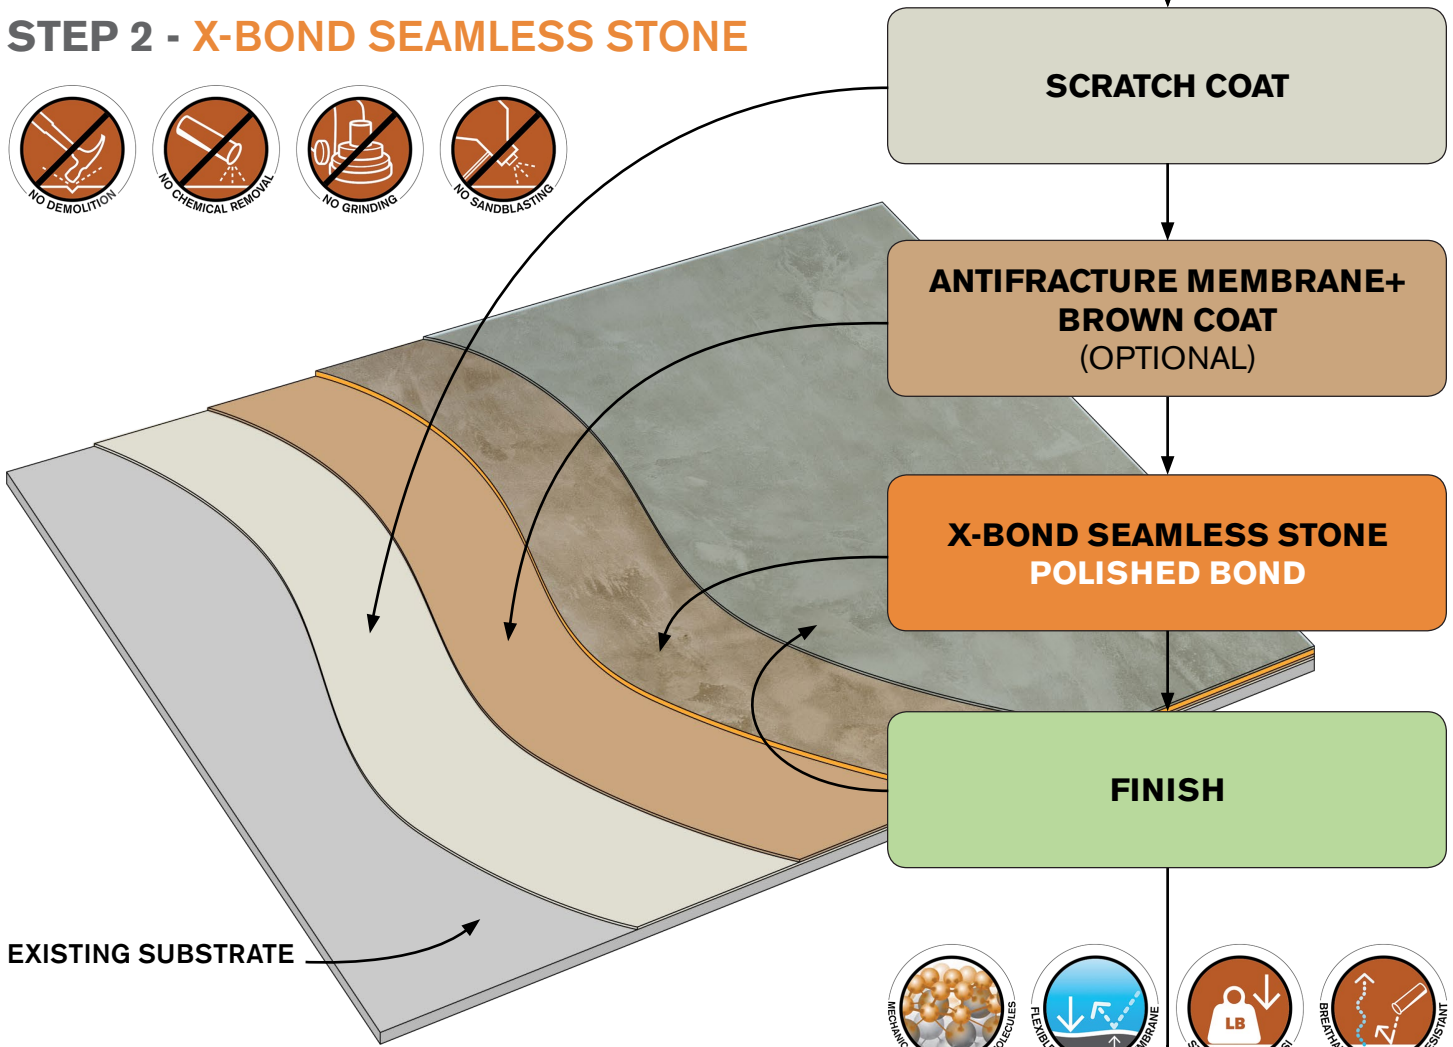 STEP 2 - X-BOND SEAMLESS STONE
NO DEMOLITION
NO CHEMICAL REMOVAL
NO GRINDING
NO SANDBLASTING
SCRATCH COAT
ANTIFRACTURE MEMBRANE+
BROWN COAT
(OPTIONAL)
X-BOND SEAMLESS STONE
POLISHED BOND
FINISH
EXISTING SUBSTRATE
LB